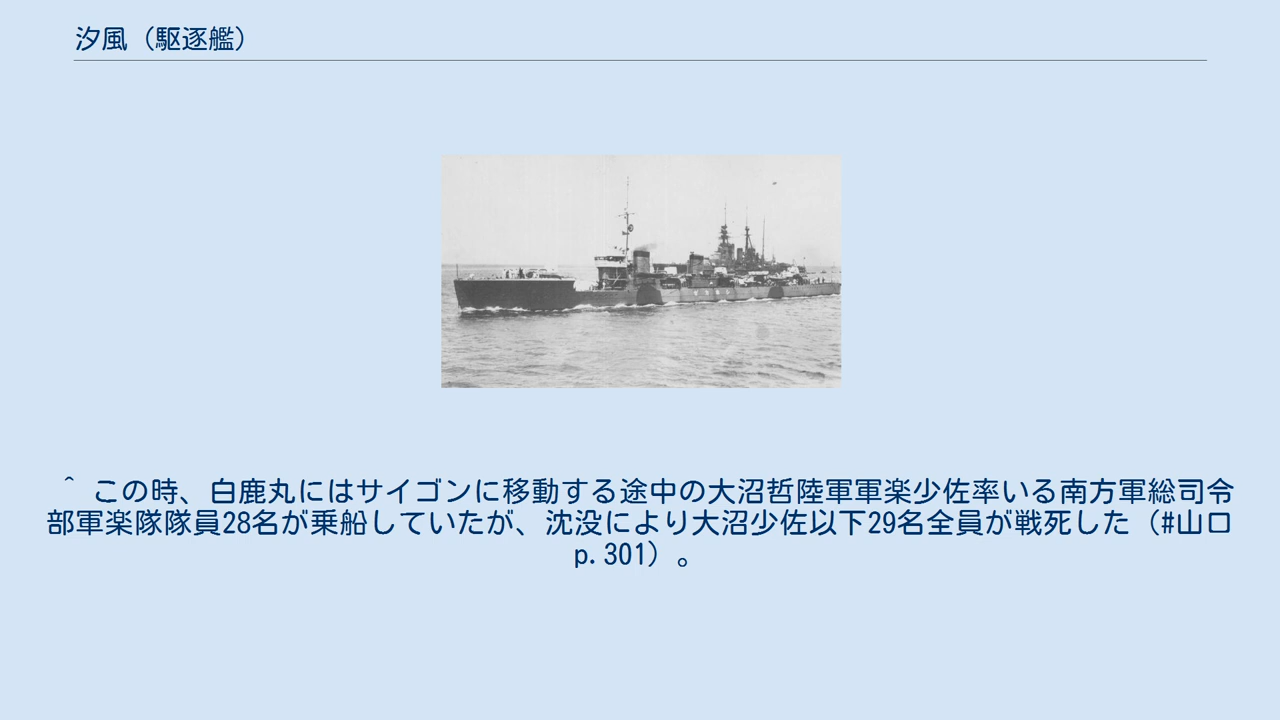 汐風（駆逐艦）
^ この時、白鹿丸にはサイゴンに移動する途中の大沼哲陸軍軍楽少佐率いる南方軍総司令
部軍楽隊隊員28名が乗船していたが、沈没により大沼少佐以下29名全員が戦死した（#山口
p.301）。